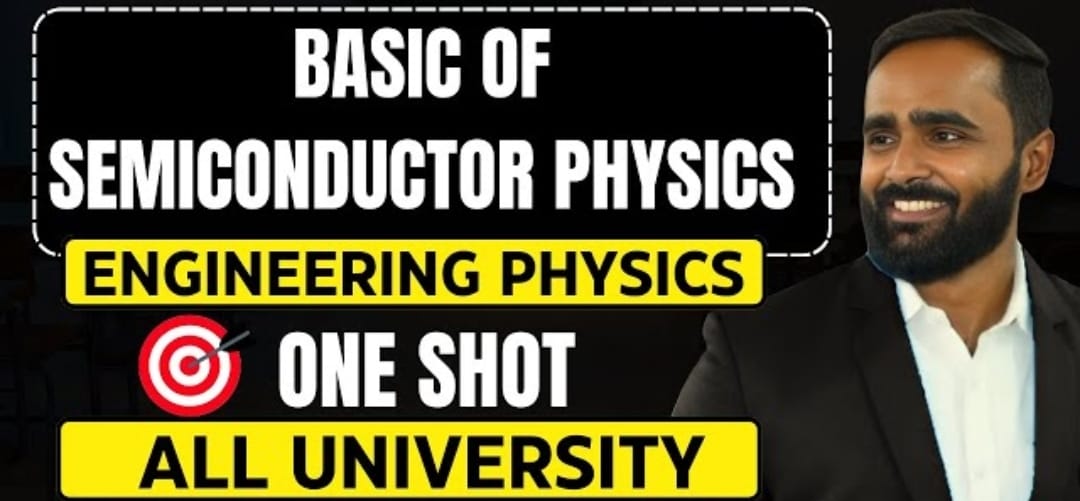 BASIC OF
SEMICONDUCTOR PHYSICS
ENGINEERING PHYSICS
ONE SHOT
ALL UNIVERSITY